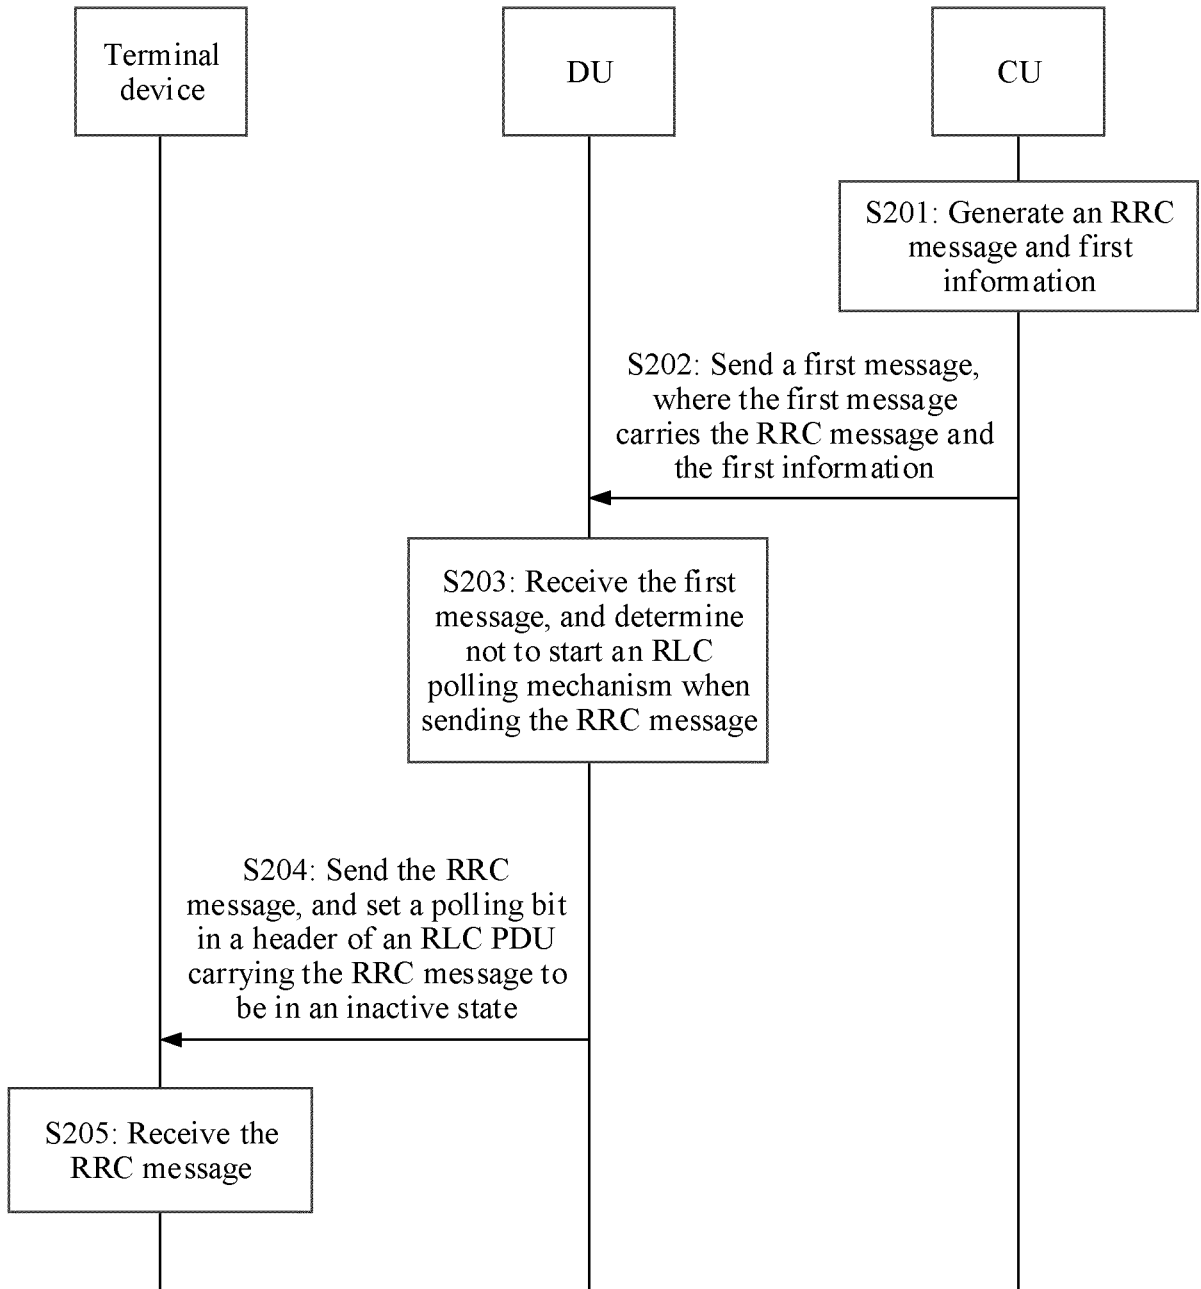 Terminal
device
DU
CU
S201: Generate an RRC
message and first
information
S202: Send a first message,
where the first message
carries the RRC message and
the first information
S203: Receive the first
message, and determine
not to start an RLC
polling mechanism when
sending the RRC message
S204: Send the RRC
message, and set a polling bit
in a header of an RLC PDU
carrying the RRC message to
be in an inactive state
S205: Receive the
RRC message